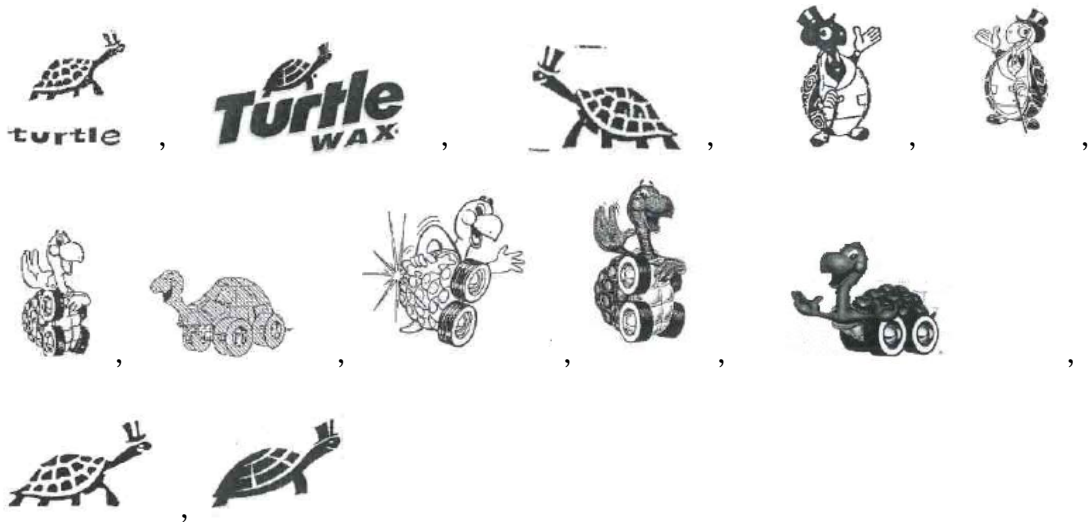 turtle ,
Turtle
WAX ,
, , ,
, , , , ,
,